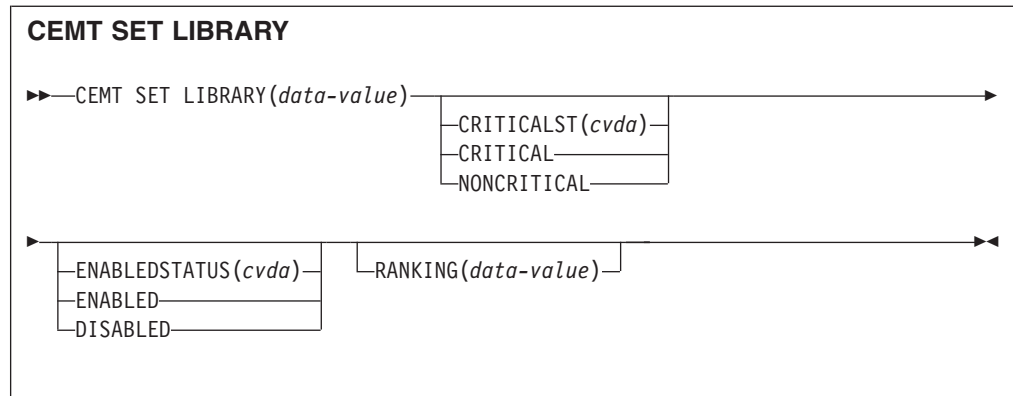 CEMT SET LIBRARY
CEMT SET LIBRARY(data-value)
CRITICALST(cvda)
CRITICAL
NONCRITICAL
ENABLEDSTATUS(cvda)
ENABLED
DISABLED
RANKING(data-value)